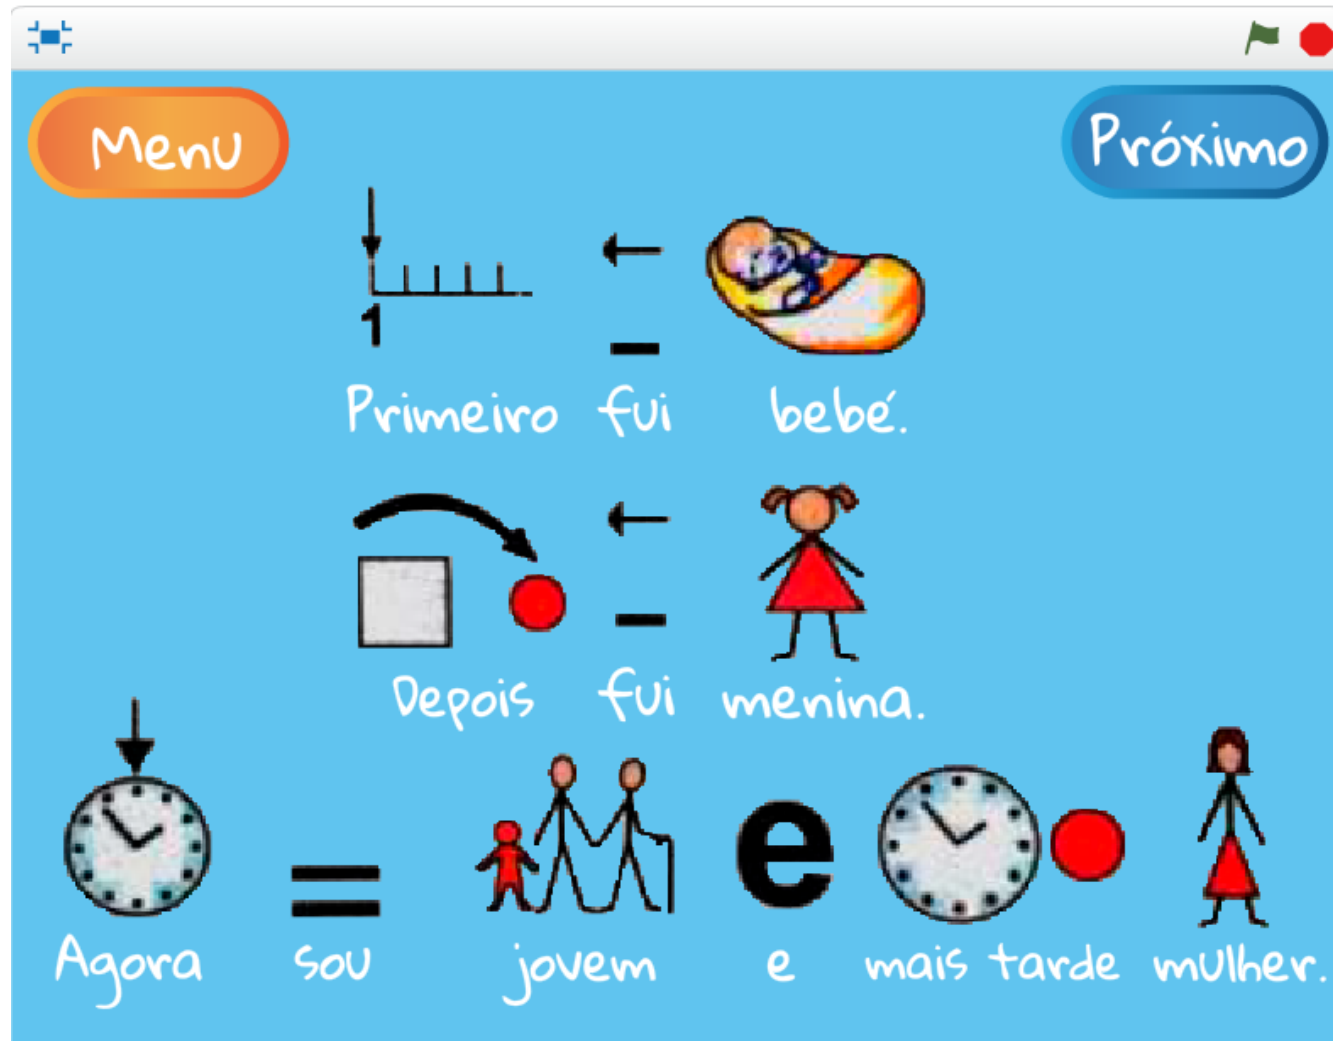 Menu
Próximo
1
Primeiro fui bebé.
Depois fui menina.
e
Agora sou jovem e mais tarde mulher.